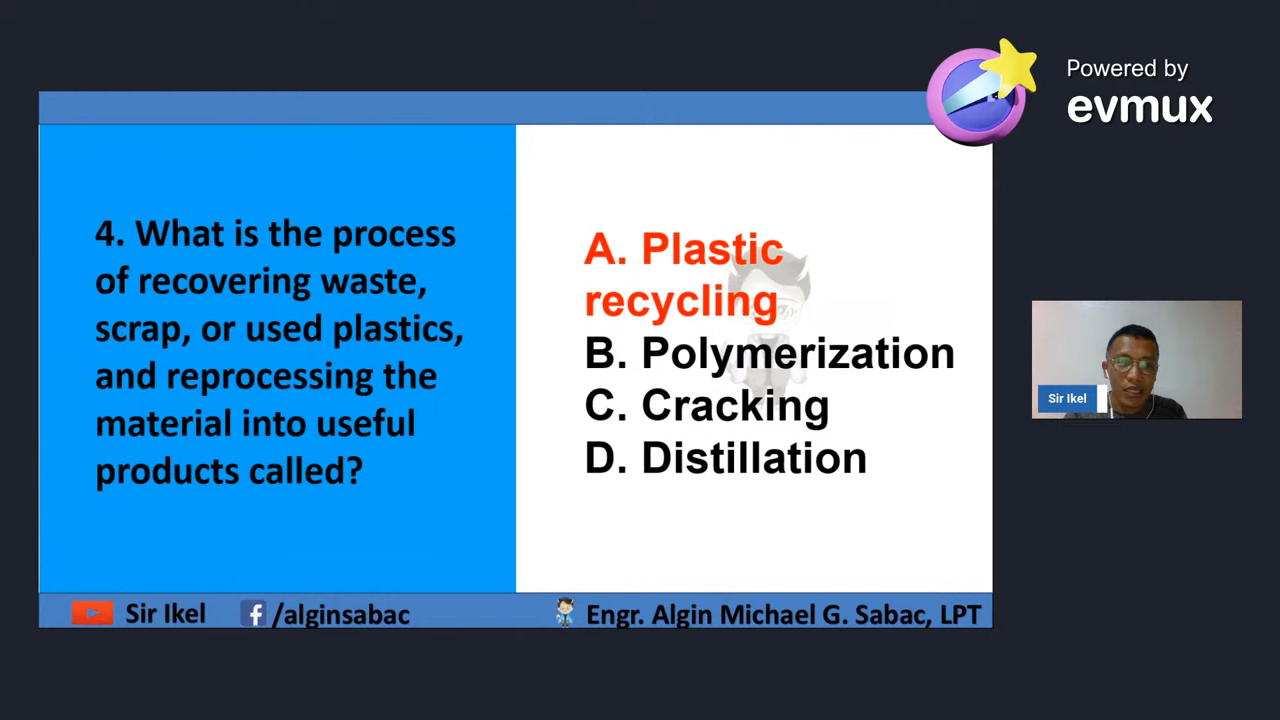 Powered by
evmux
4. What is the process
of recovering waste,
scrap, or used plastics,
and reprocessing the
material into useful
products called?
A. Plastic
recycling
B. Polymerization
C. Cracking
D. Distillation
Sir Ikel
Sir Ikel
/alginsabac
Engr. Algin Michael G. Sabac, LPT